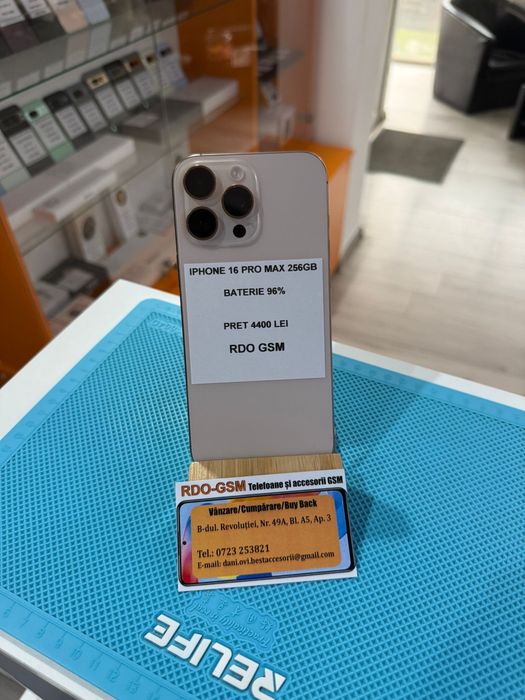 IPHONE 16 PRO MAX 256GB
BATERIE 96%
PRET 4400 LEI
RDO GSM
RDO-GSM Telefoane și accesorii GSM
Vânzare/Cumpărare/Buy Back
B-dul. Revoluției, Nr. 49A, Bl. A5, Ap. 3
Tel.: 0723 253821
E-mail: dani.ovi.bestaccesorii@gmail.com
RELIFE